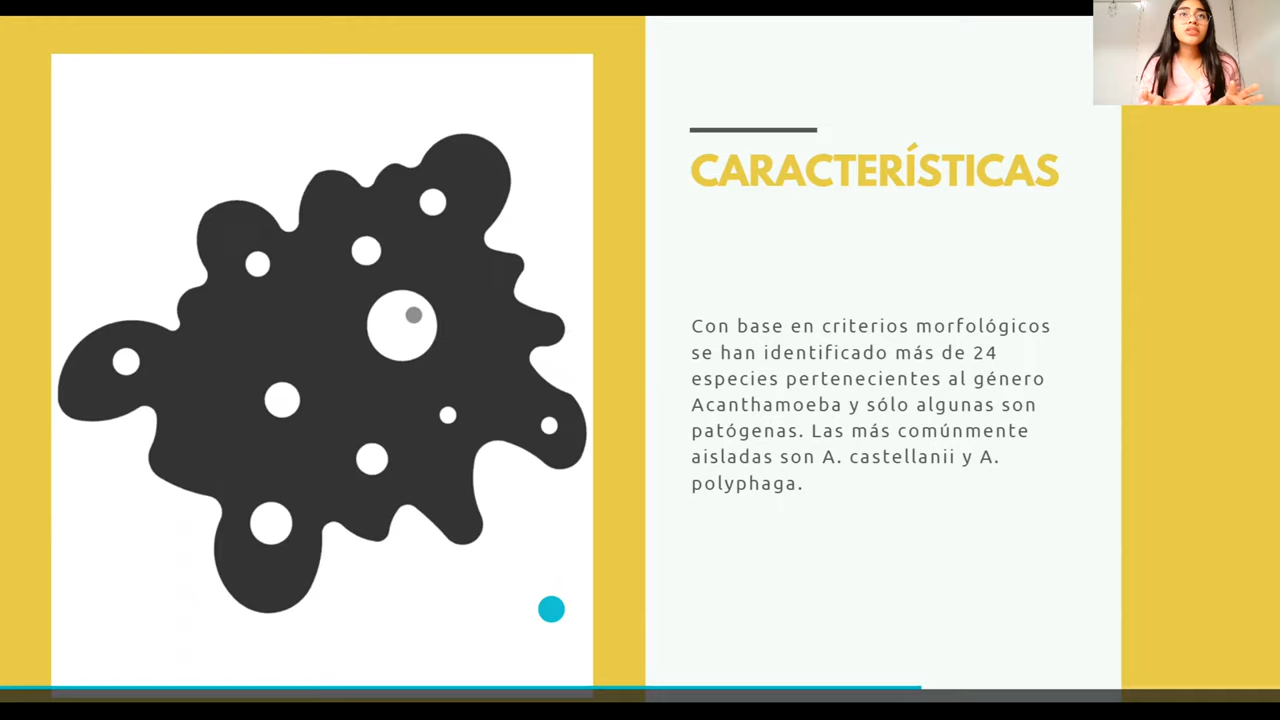 CARACTERÍSTICAS
Con base en criterios morfológicos
se han identificado más de 24
especies pertenecientes al género
Acanthamoeba y sólo algunas son
patógenas. Las más comúnmente
aisladas son A. castellanii y A.
polyphaga.